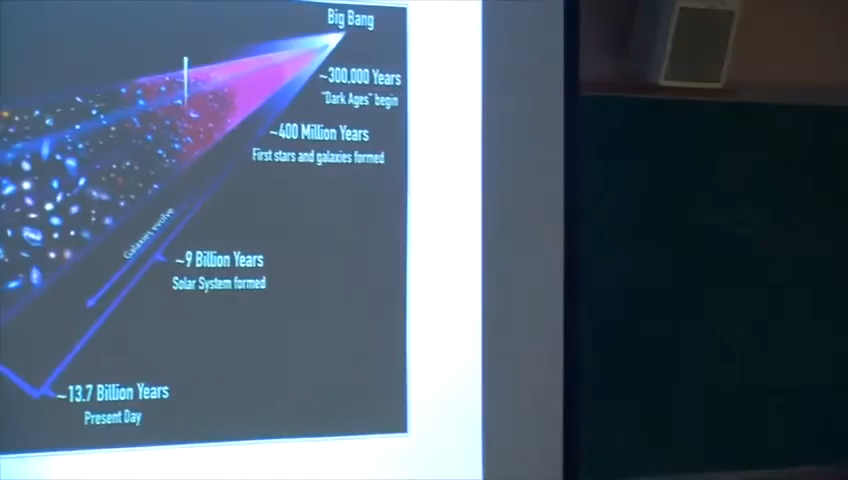 Big Bang
~300,000 Years
"Dark Ages" begin
~400 Million Years
First stars and galaxies formed
Galaxies evolve
~9 Billion Years
Solar System formed
~13.7 Billion Years
Present Day